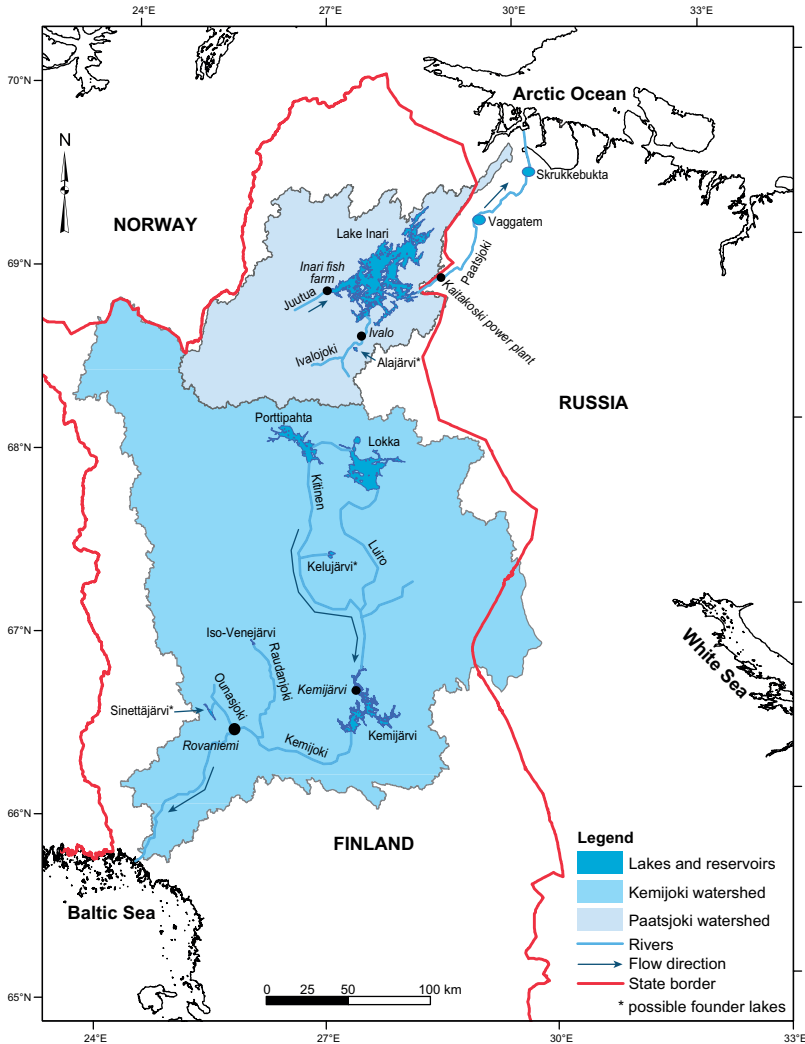 24°E 27°E 30°E 33°E
70°N
Arctic Ocean
N
Skrukkebukta
NORWAY
Vaggatem
Lake Inari
Paatsjoki
69°N
Inari fish
farm
Juutua
Kaitakoski power plant
Ivalo
Ivalojoki
Alajärvi*
RUSSIA
Porttipahta
68°N
Lokka
Kitinen
Luiro
Kelujärvi*
67°N
Iso-Venejärvi
Raudanjoki
White Sea
Ounasjoki
Sinettäjärvi*
Kemijärvi
Rovaniemi
Kemijoki
Kemijärvi
66°N
FINLAND
Baltic Sea
Legend
Lakes and reservoirs
Kemijoki watershed
Paatsjoki watershed
Rivers
Flow direction
State border
* possible founder lakes
0 25 50 100 km
65°N
24°E 27°E 30°E 33°E